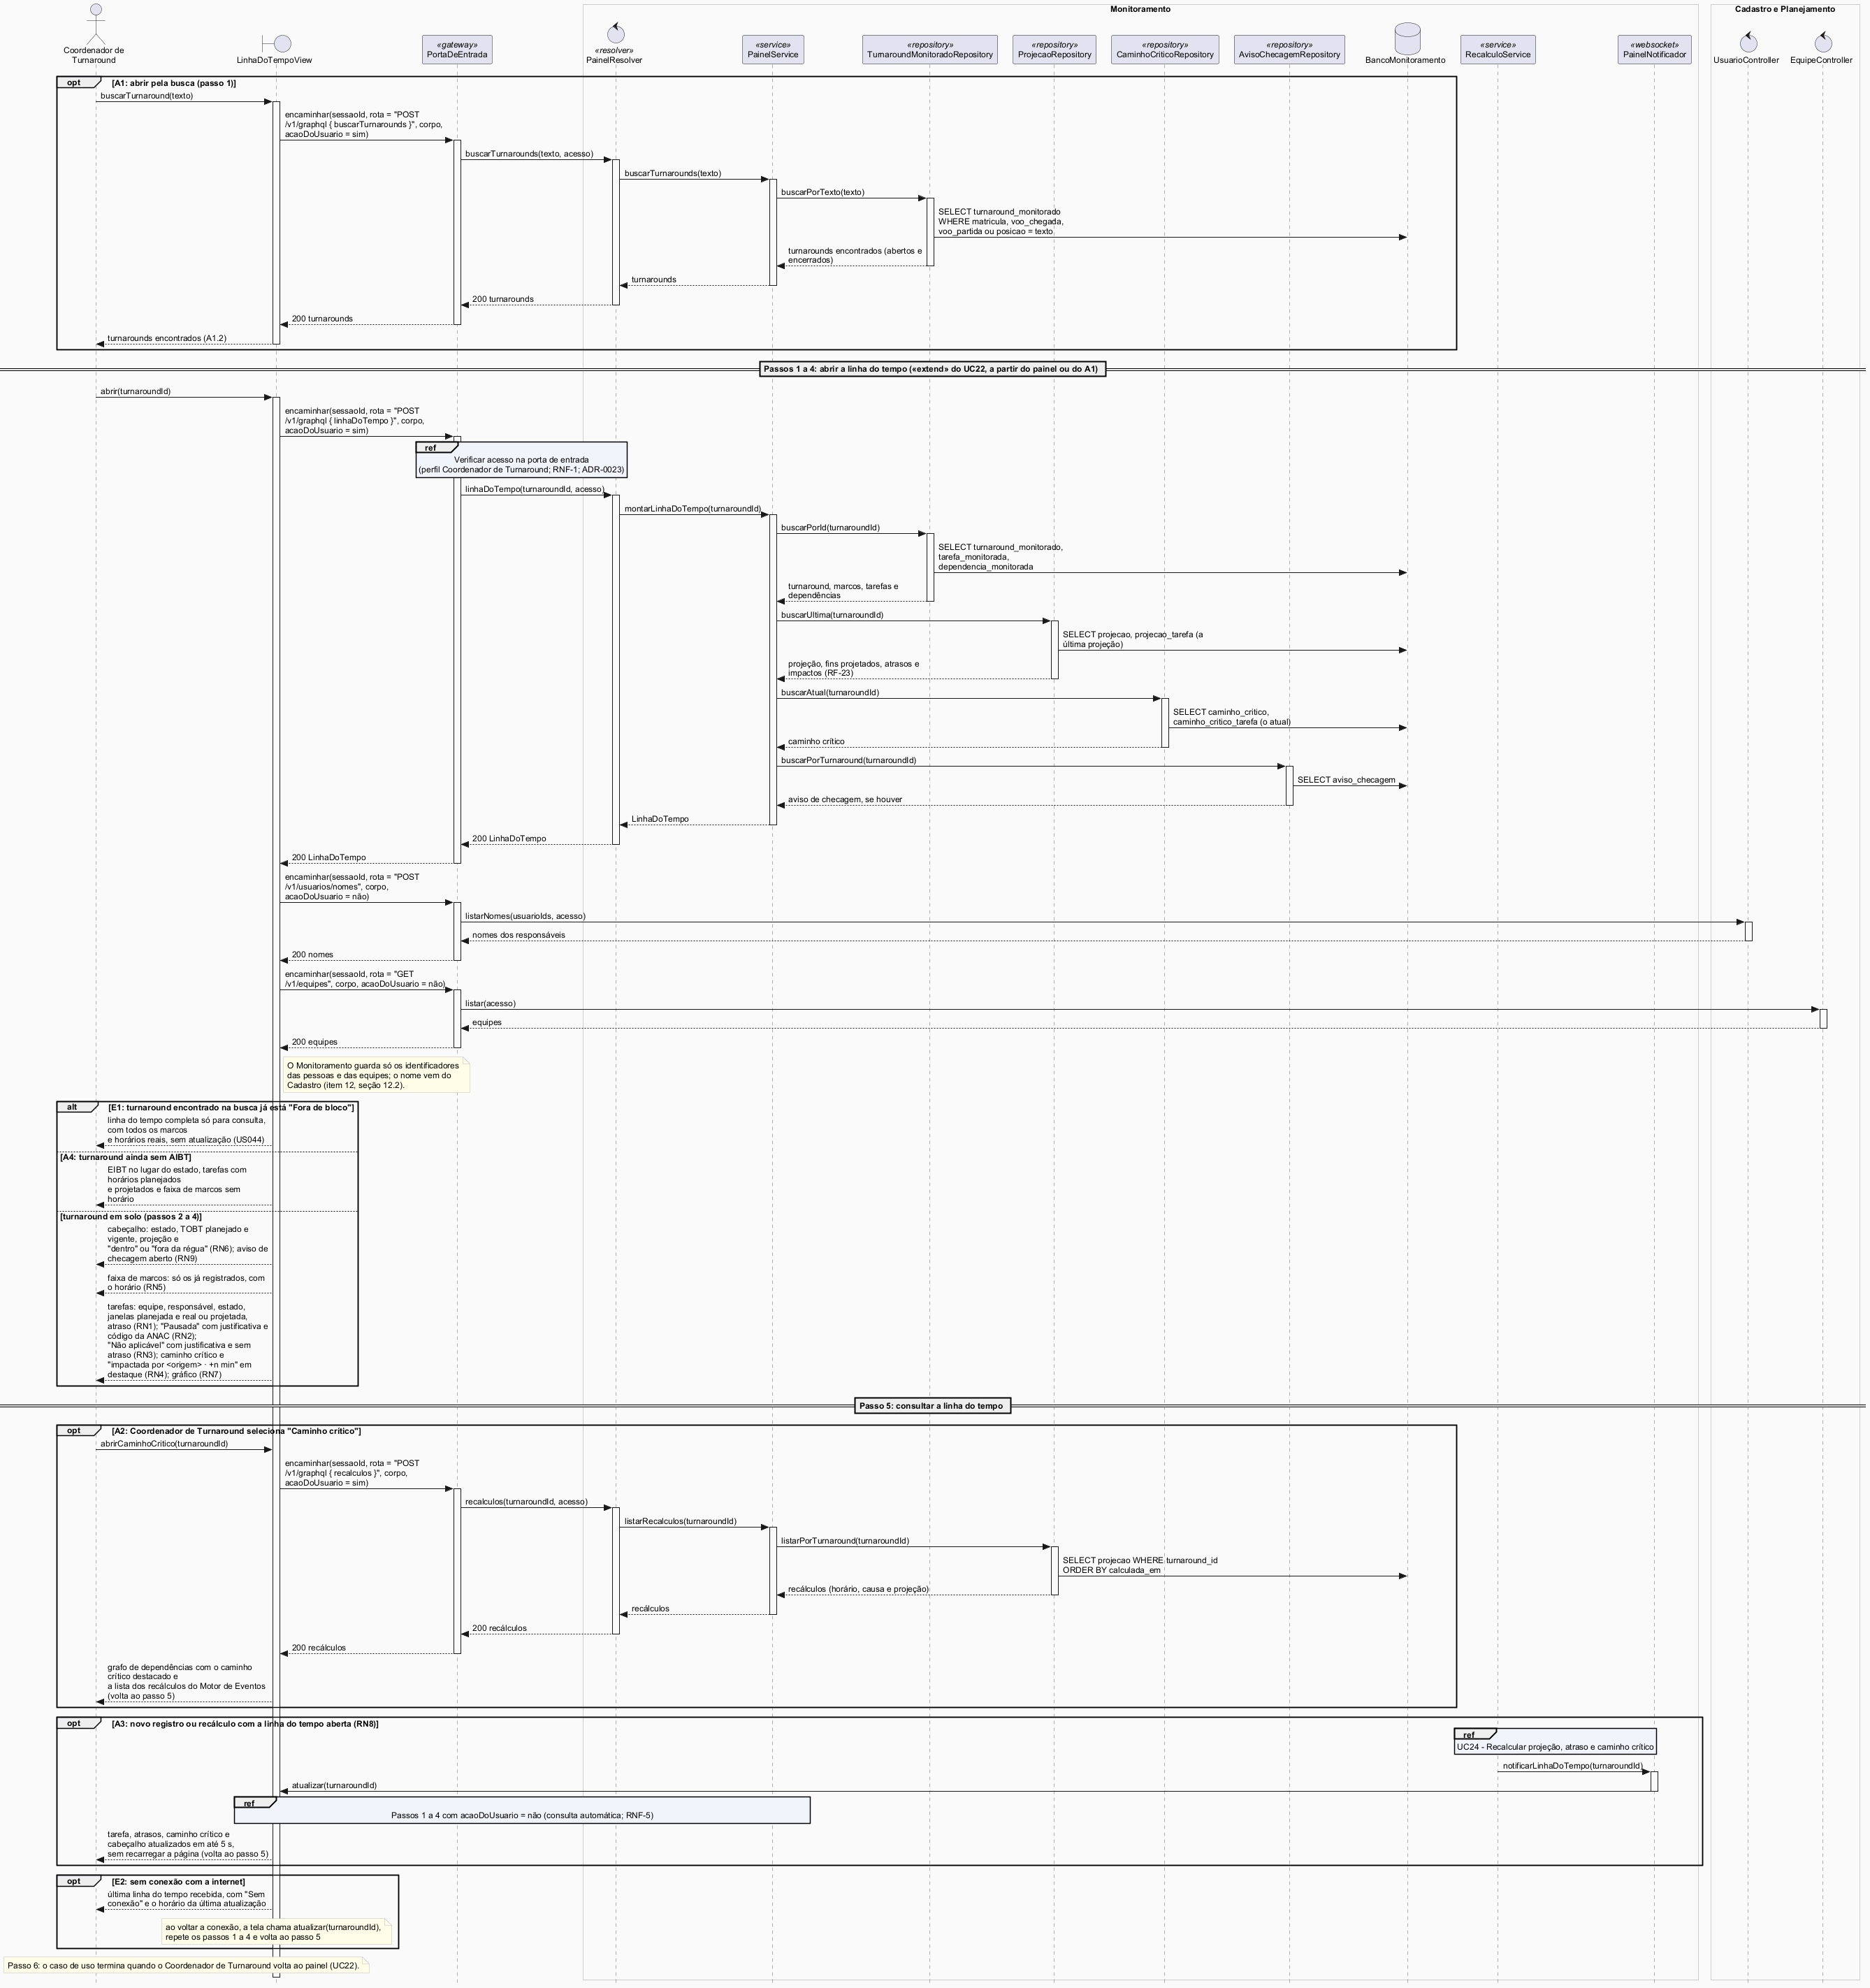 Monitoramento
Cadastro e Planejamento
Coordenador de
Turnaround
LinhaDoTempoView
«gateway»
PortaDeEntrada
«resolver»
PainelResolver
«service»
PainelService
«repository»
TurnaroundMonitoradoRepository
«repository»
ProjecaoRepository
«repository»
CaminhoCriticoRepository
«repository»
AvisoChecagemRepository
BancoMonitoramento
«service»
RecalculoService
«websocket»
PainelNotificador
UsuarioController
EquipeController
opt [A1: abrir pela busca (passo 1)]
buscarTurnaround(texto)
encaminhar(sessaoId, rota = "POST
/v1/graphql { buscarTurnarounds }", corpo,
acaoDoUsuario = sim)
buscarTurnarounds(texto, acesso)
buscarTurnarounds(texto)
buscarPorTexto(texto)
SELECT turnaround_monitorado
WHERE matricula, voo_chegada,
voo_partida ou posicao = texto
turnarounds encontrados (abertos e
encerrados)
turnarounds
200 turnarounds
200 turnarounds
turnarounds encontrados (A1.2)
Passos 1 a 4: abrir a linha do tempo («extend» do UC22, a partir do painel ou do A1)
abrir(turnaroundId)
encaminhar(sessaoId, rota = "POST
/v1/graphql { linhaDoTempo }", corpo,
acaoDoUsuario = sim)
ref
Verificar acesso na porta de entrada
(perfil Coordenador de Turnaround; RNF-1; ADR-0023)
linhaDoTempo(turnaroundId, acesso)
montarLinhaDoTempo(turnaroundId)
buscarPorId(turnaroundId)
SELECT turnaround_monitorado,
tarefa_monitorada,
dependencia_monitorada
turnaround, marcos, tarefas e
dependências
buscarUltima(turnaroundId)
SELECT projecao, projecao_tarefa (a
última projeção)
projeção, fins projetados, atrasos e
impactos (RF-23)
buscarAtual(turnaroundId)
SELECT caminho_critico,
caminho_critico_tarefa (o atual)
caminho crítico
buscarPorTurnaround(turnaroundId)
SELECT aviso_checagem
aviso de checagem, se houver
LinhaDoTempo
200 LinhaDoTempo
200 LinhaDoTempo
encaminhar(sessaoId, rota = "POST
/v1/usuarios/nomes", corpo,
acaoDoUsuario = não)
listarNomes(usuarioIds, acesso)
nomes dos responsáveis
200 nomes
encaminhar(sessaoId, rota = "GET
/v1/equipes", corpo, acaoDoUsuario = não)
listar(acesso)
equipes
200 equipes
O Monitoramento guarda só os identificadores
das pessoas e das equipes; o nome vem do
Cadastro (item 12, seção 12.2).
alt [E1: turnaround encontrado na busca já está "Fora de bloco"]
linha do tempo completa só para consulta,
com todos os marcos
e horários reais, sem atualização (US044)
[A4: turnaround ainda sem AIBT]
EIBT no lugar do estado, tarefas com
horários planejados
e projetados e faixa de marcos sem
horário
[turnaround em solo (passos 2 a 4)]
cabeçalho: estado, TOBT planejado e
vigente, projeção e
"dentro" ou "fora da régua" (RN6); aviso de
checagem aberto (RN9)
faixa de marcos: só os já registrados, com
o horário (RN5)
tarefas: equipe, responsável, estado,
janelas planejada e real ou projetada,
atraso (RN1); "Pausada" com justificativa e
código da ANAC (RN2);
"Não aplicável" com justificativa e sem
atraso (RN3); caminho crítico e
"impactada por <origem> · +n min" em
destaque (RN4); gráfico (RN7)
Passo 5: consultar a linha do tempo
opt [A2: Coordenador de Turnaround seleciona "Caminho crítico"]
abrirCaminhoCritico(turnaroundId)
encaminhar(sessaoId, rota = "POST
/v1/graphql { recalculos }", corpo,
acaoDoUsuario = sim)
recalculos(turnaroundId, acesso)
listarRecalculos(turnaroundId)
listarPorTurnaround(turnaroundId)
SELECT projecao WHERE turnaround_id
ORDER BY calculada_em
recálculos (horário, causa e projeção)
recálculos
200 recálculos
200 recálculos
grafo de dependências com o caminho
crítico destacado e
a lista dos recálculos do Motor de Eventos
(volta ao passo 5)
opt [A3: novo registro ou recálculo com a linha do tempo aberta (RN8)]
ref
UC24 - Recalcular projeção, atraso e caminho crítico
notificarLinhaDoTempo(turnaroundId)
atualizar(turnaroundId)
ref
Passos 1 a 4 com acaoDoUsuario = não (consulta automática; RNF-5)
tarefa, atrasos, caminho crítico e
cabeçalho atualizados em até 5 s,
sem recarregar a página (volta ao passo 5)
opt [E2: sem conexão com a internet]
última linha do tempo recebida, com "Sem
conexão" e o horário da última atualização
ao voltar a conexão, a tela chama atualizar(turnaroundId),
repete os passos 1 a 4 e volta ao passo 5
Passo 6: o caso de uso termina quando o Coordenador de Turnaround volta ao painel (UC22).